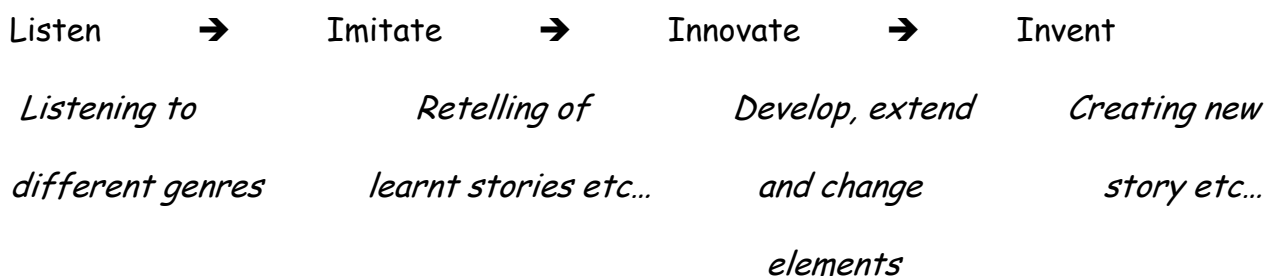 Listen ➔ Imitate ➔ Innovate ➔ Invent
Listening to Retelling of Develop, extend Creating new
different genres learnt stories etc… and change story etc…
elements